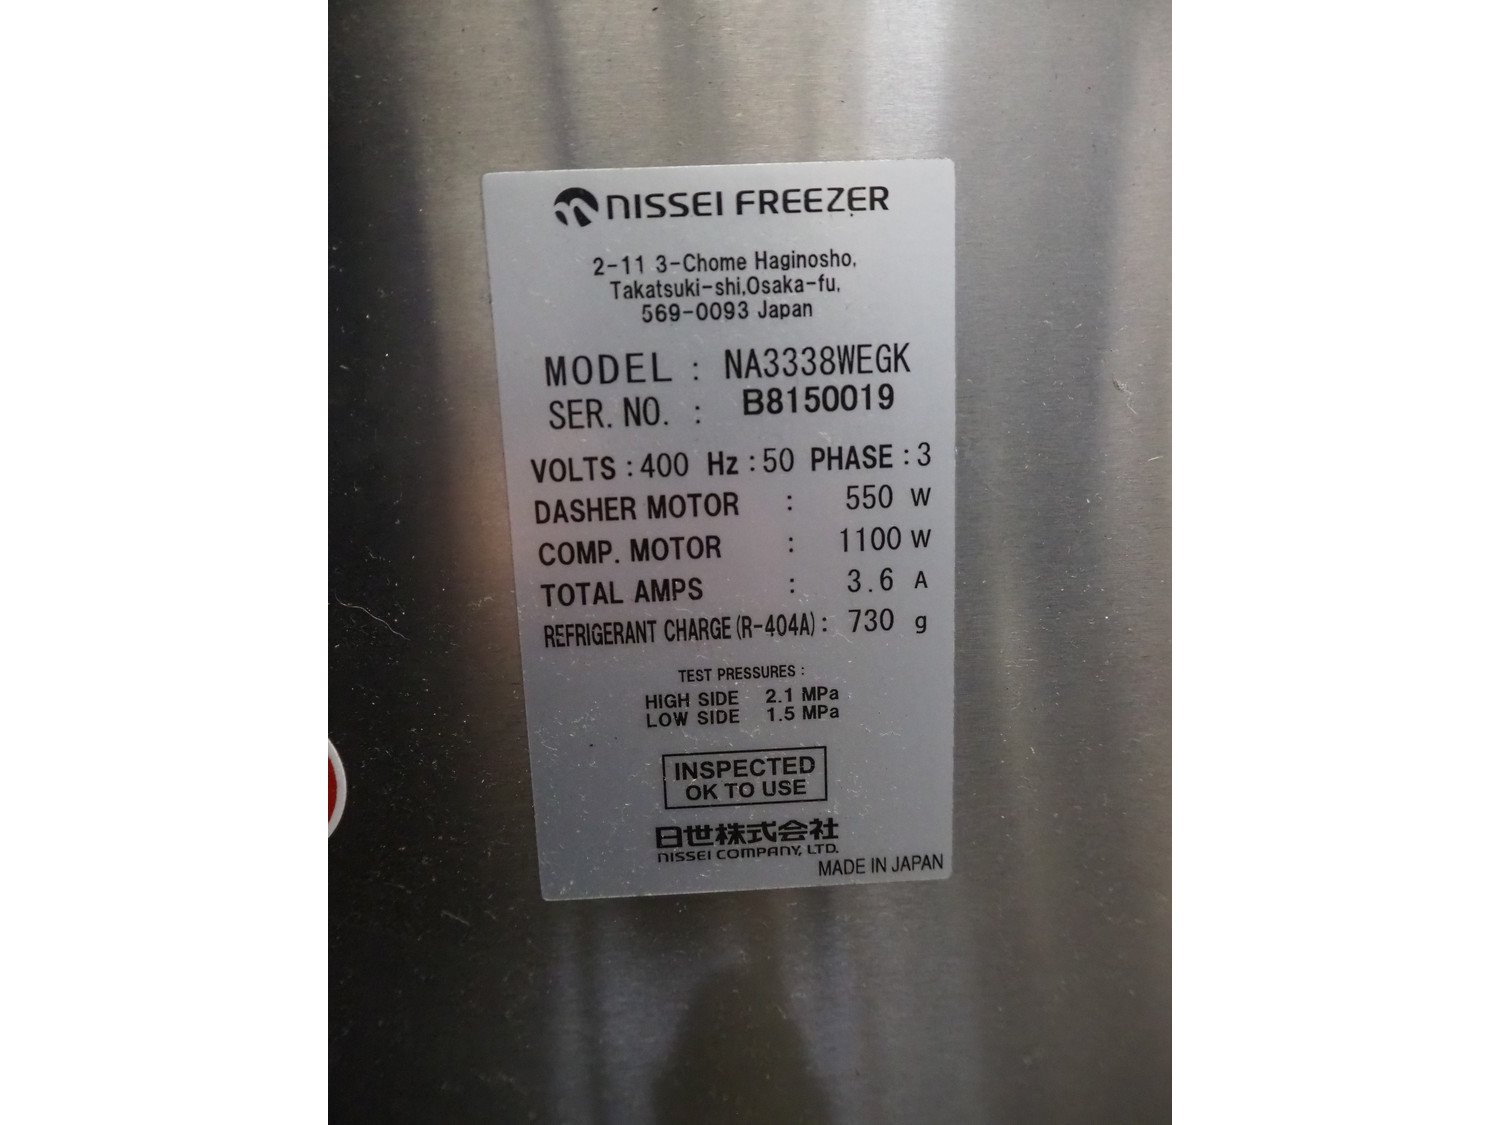 NISSEI FREEZER
2-11 3-Chome Haginosho,
Takatsuki-shi,Osaka-fu,
569-0093 Japan
MODEL : NA3338WEGK
SER. NO. : B8150019
VOLTS : 400 Hz : 50 PHASE : 3
DASHER MOTOR : 550 W
COMP. MOTOR : 1100 W
TOTAL AMPS : 3.6 A
REFRIGERANT CHARGE (R-404A) : 730 g
TEST PRESSURES :
HIGH SIDE 2.1 MPa
LOW SIDE 1.5 MPa
INSPECTED
OK TO USE
日世株式会社
NISSEI COMPANY, LTD.
MADE IN JAPAN